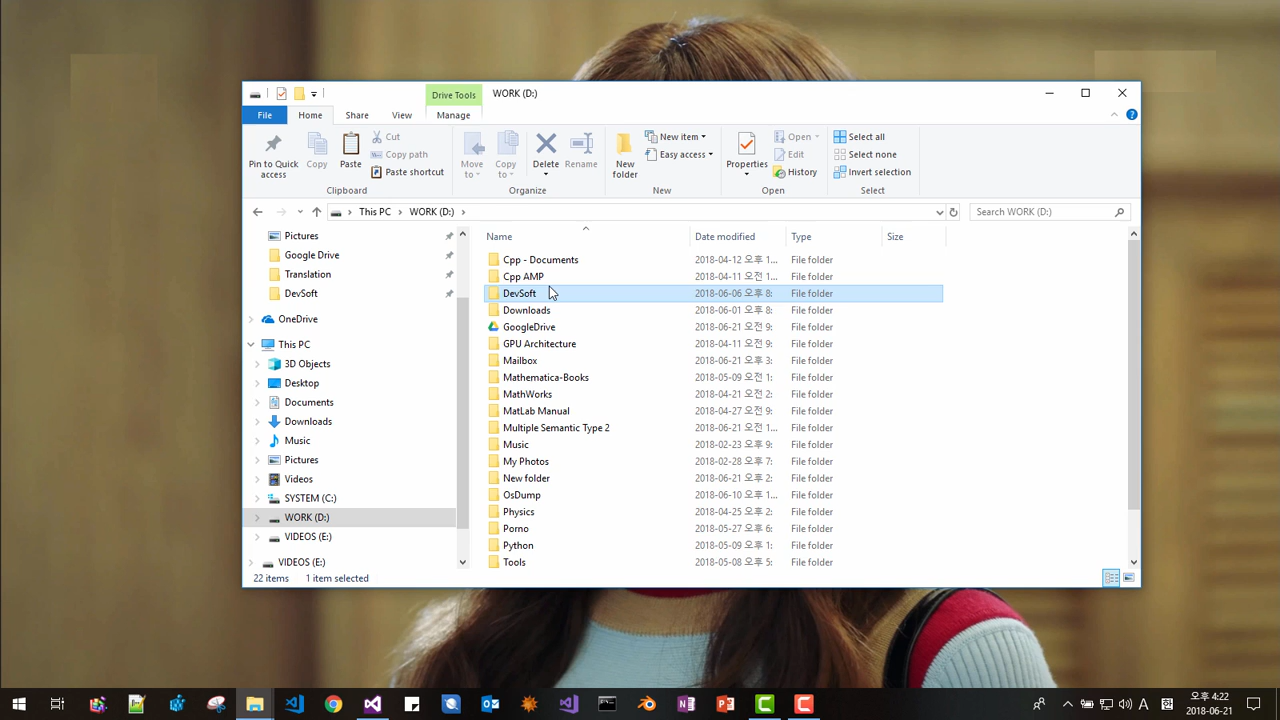 Drive Tools
WORK (D:)
File
Home
Share
View
Manage
Pin to Quick access
Copy
Paste
Cut
Copy path
Paste shortcut
Clipboard
Move to
Copy to
Delete
Rename
Organize
New folder
New item
Easy access
New
Properties
Open
Edit
History
Open
Select all
Select none
Invert selection
Select
This PC
WORK (D:)
Search WORK (D:)
Pictures
Google Drive
Translation
DevSoft
OneDrive
This PC
3D Objects
Desktop
Documents
Downloads
Music
Pictures
Videos
SYSTEM (C:)
WORK (D:)
VIDEOS (E:)
VIDEOS (E:)
Name Date modified Type Size
Cpp - Documents 2018-04-12 오후 1... File folder
Cpp AMP 2018-04-11 오전 1... File folder
DevSoft 2018-06-06 오후 8: File folder
Downloads 2018-06-01 오후 8: File folder
GoogleDrive 2018-06-21 오전 9: File folder
GPU Architecture 2018-04-11 오전 9: File folder
Mailbox 2018-06-21 오후 3: File folder
Mathematica-Books 2018-05-09 오전 1: File folder
MathWorks 2018-04-21 오전 2: File folder
MatLab Manual 2018-04-27 오전 9: File folder
Multiple Semantic Type 2 2018-06-21 오전 1... File folder
Music 2018-02-23 오후 9: File folder
My Photos 2018-02-28 오후 7: File folder
New folder 2018-06-21 오후 2: File folder
OsDump 2018-06-10 오후 1... File folder
Physics 2018-04-25 오후 2: File folder
Porno 2018-05-27 오후 6: File folder
Python 2018-05-09 오후 1: File folder
Tools 2018-05-08 오후 5: File folder
22 items 1 item selected
A
오후 4:22
2018-06-21